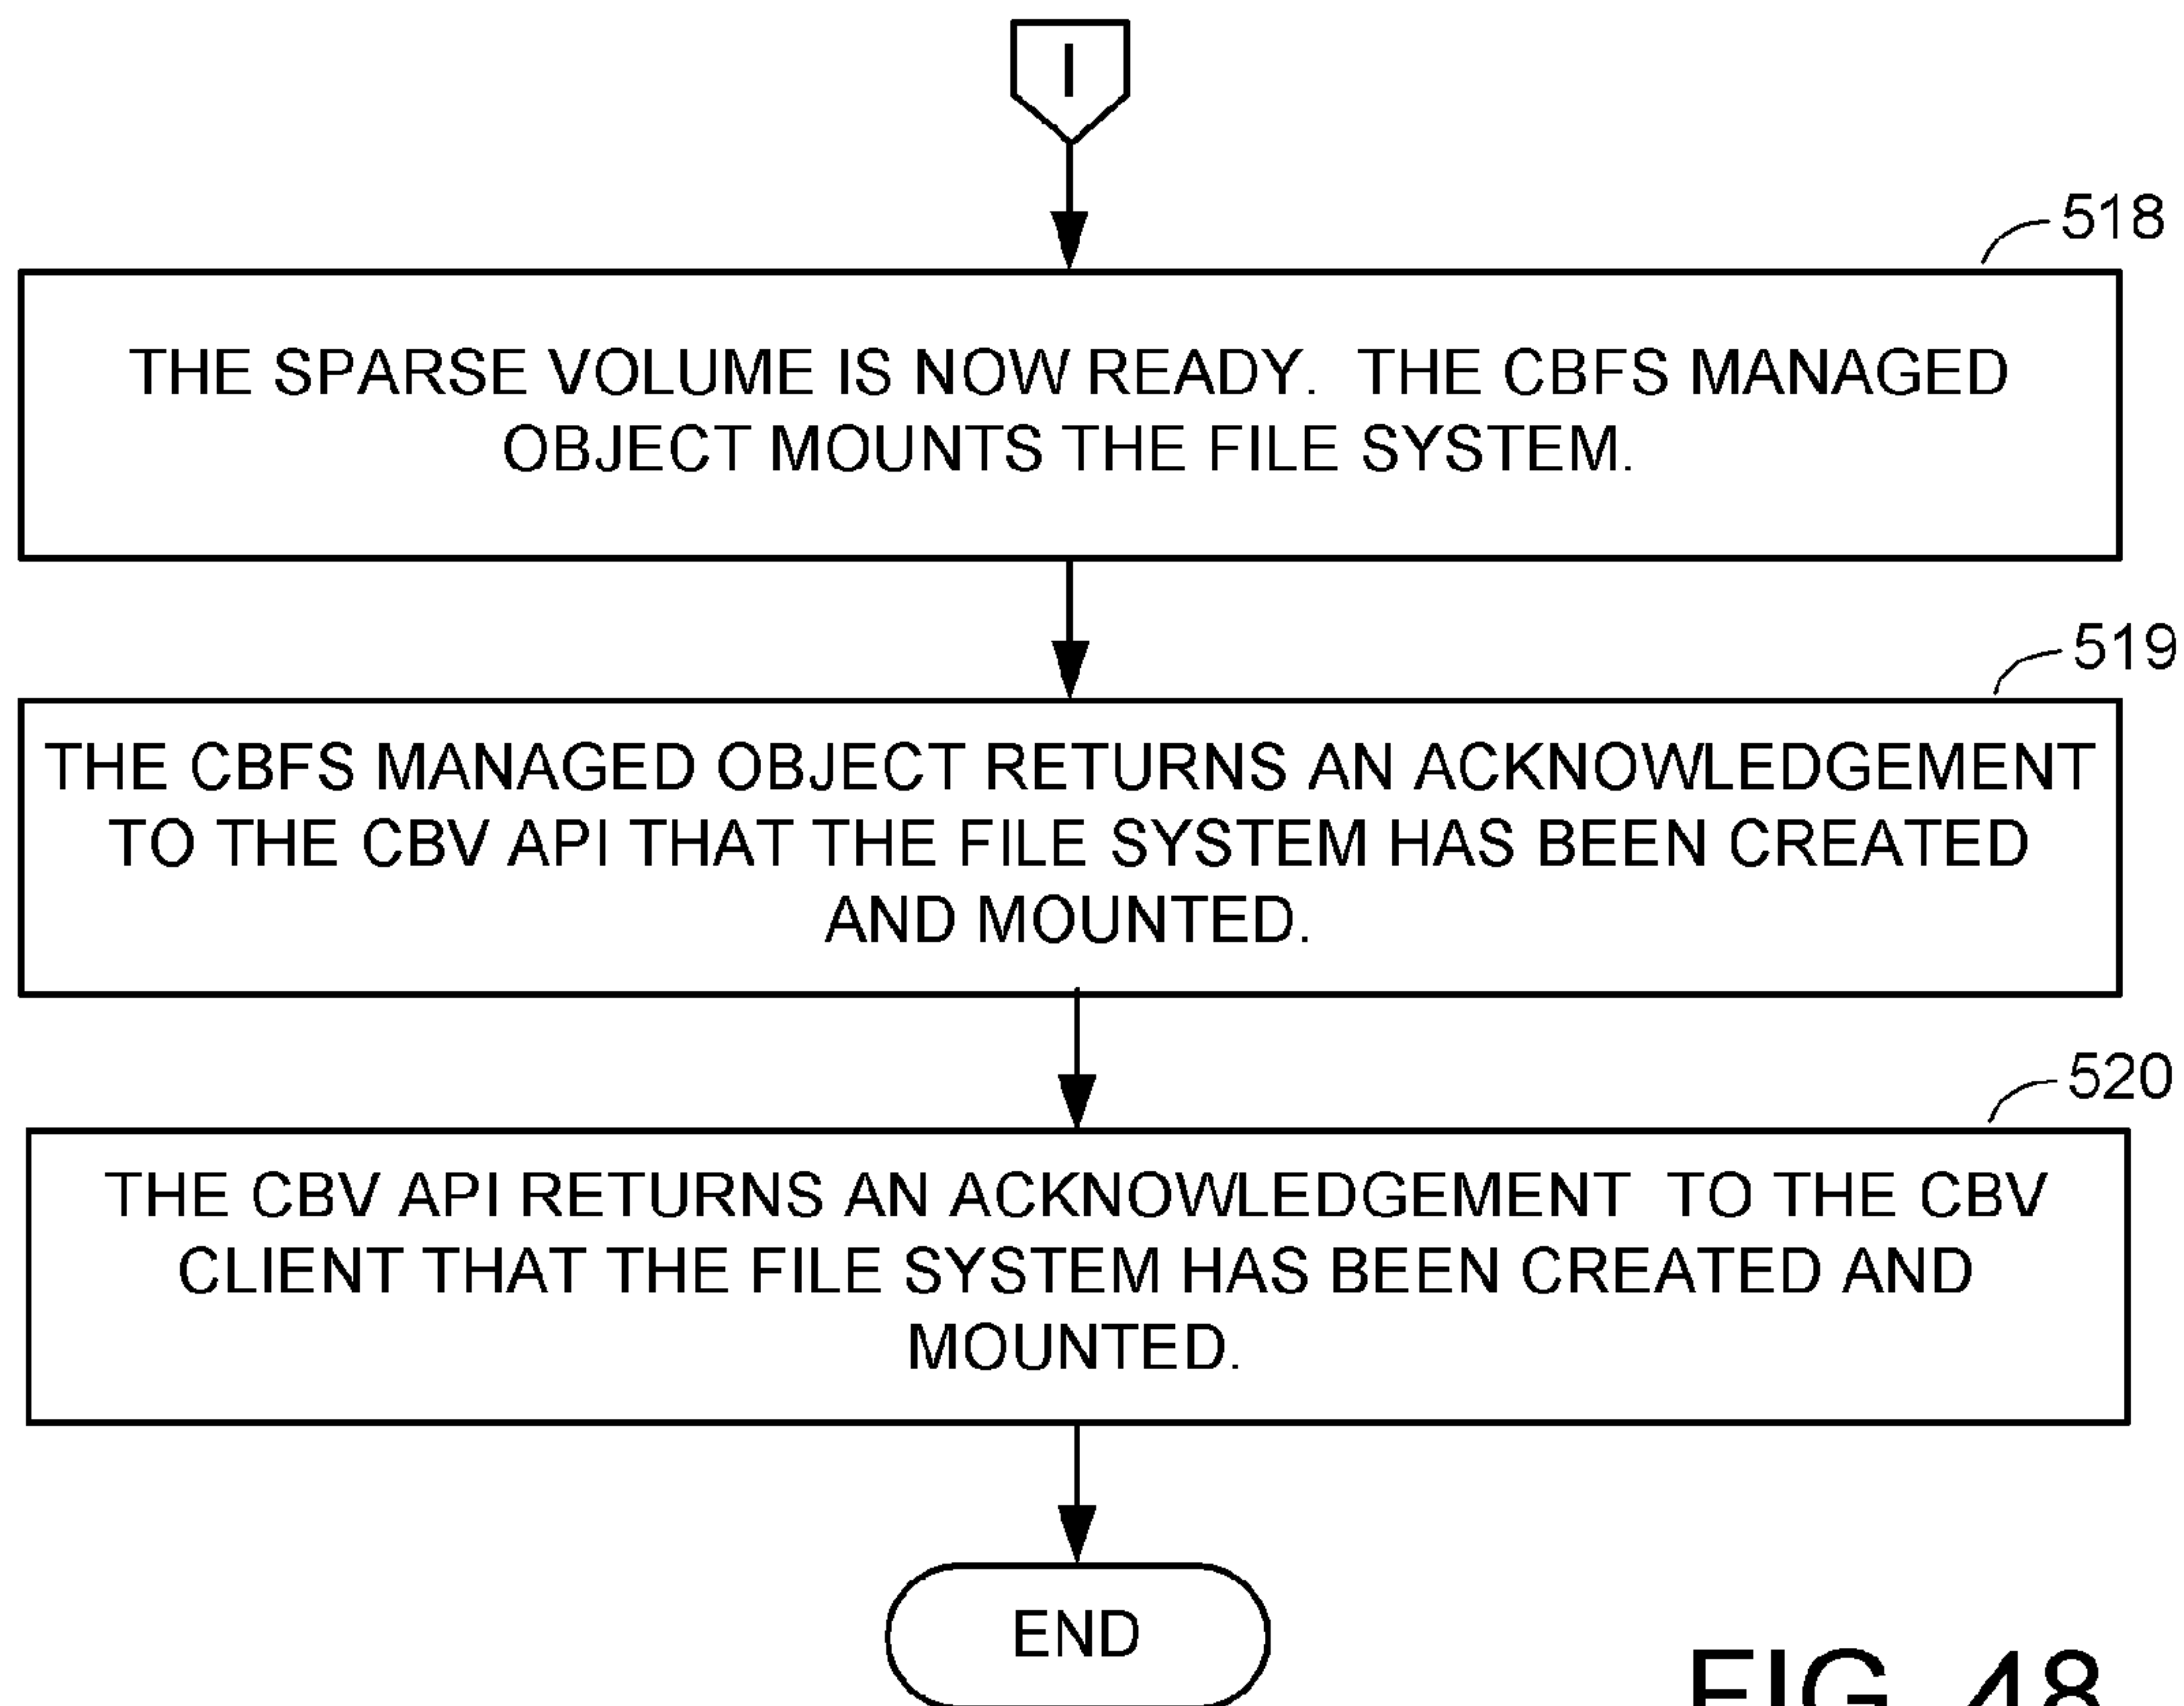 I
518
THE SPARSE VOLUME IS NOW READY.  THE CBFS MANAGED
OBJECT MOUNTS THE FILE SYSTEM.
519
THE CBFS MANAGED OBJECT RETURNS AN ACKNOWLEDGEMENT
TO THE CBV API THAT THE FILE SYSTEM HAS BEEN CREATED
AND MOUNTED.
520
THE CBV API RETURNS AN ACKNOWLEDGEMENT  TO THE CBV
CLIENT THAT THE FILE SYSTEM HAS BEEN CREATED AND
MOUNTED.
END
FIG. 48